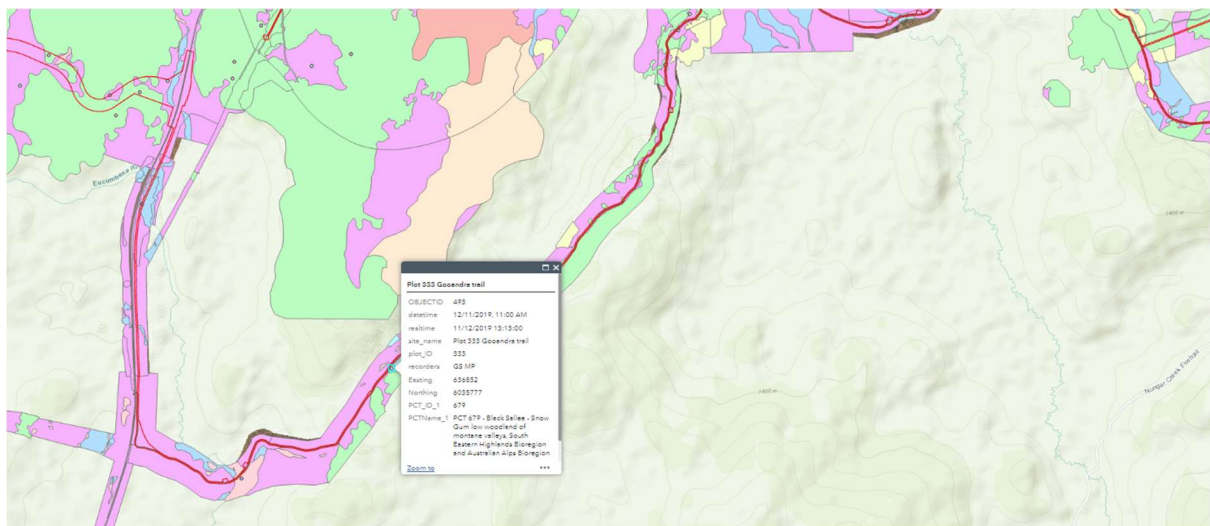 Eucumbene Ri
Plot 333 Gooandra trail
OBJECTID 493
datetime 12/11/2019, 11:00 AM
realtime 11/12/2019 13:15:00
site_name Plot 333 Gooandra trail
plot_ID 333
recorders GS MP
Easting 636852
Northing 6035777
PCT_ID_1 679
PCTName_1 PCT 679 - Black Sallee - Snow
Gum low woodland of
montane valleys, South
Eastern Highlands Bioregion
and Australian Alps Bioregion
Zoom to
1400 m
Nungar Creek Firetrail